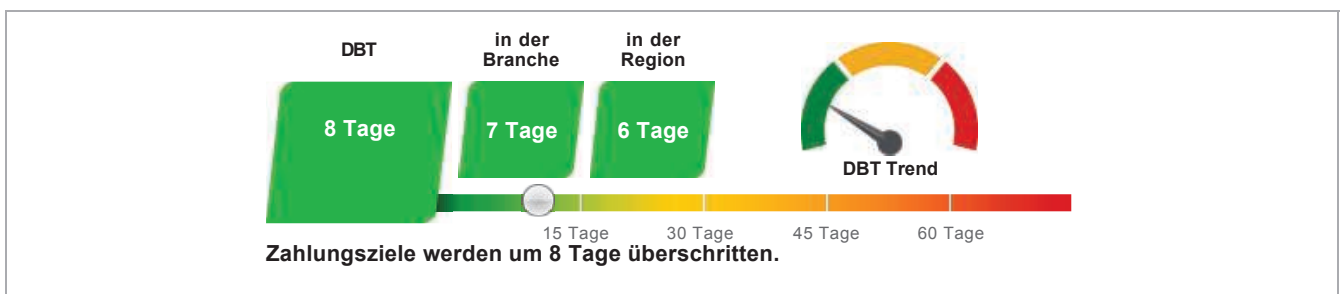 DBT
in der
Branche
in der
Region
8 Tage
7 Tage
6 Tage
DBT Trend
15 Tage
30 Tage
45 Tage
60 Tage
Zahlungsziele werden um 8 Tage überschritten.